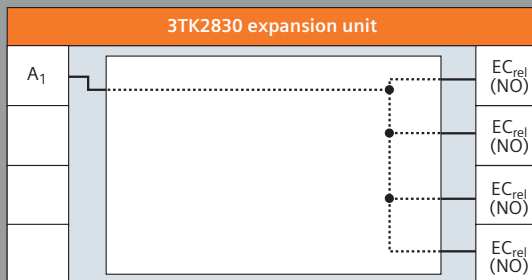 3TK2830 expansion unit
A1
ECrel
(NO)
ECrel
(NO)
ECrel
(NO)
ECrel
(NO)